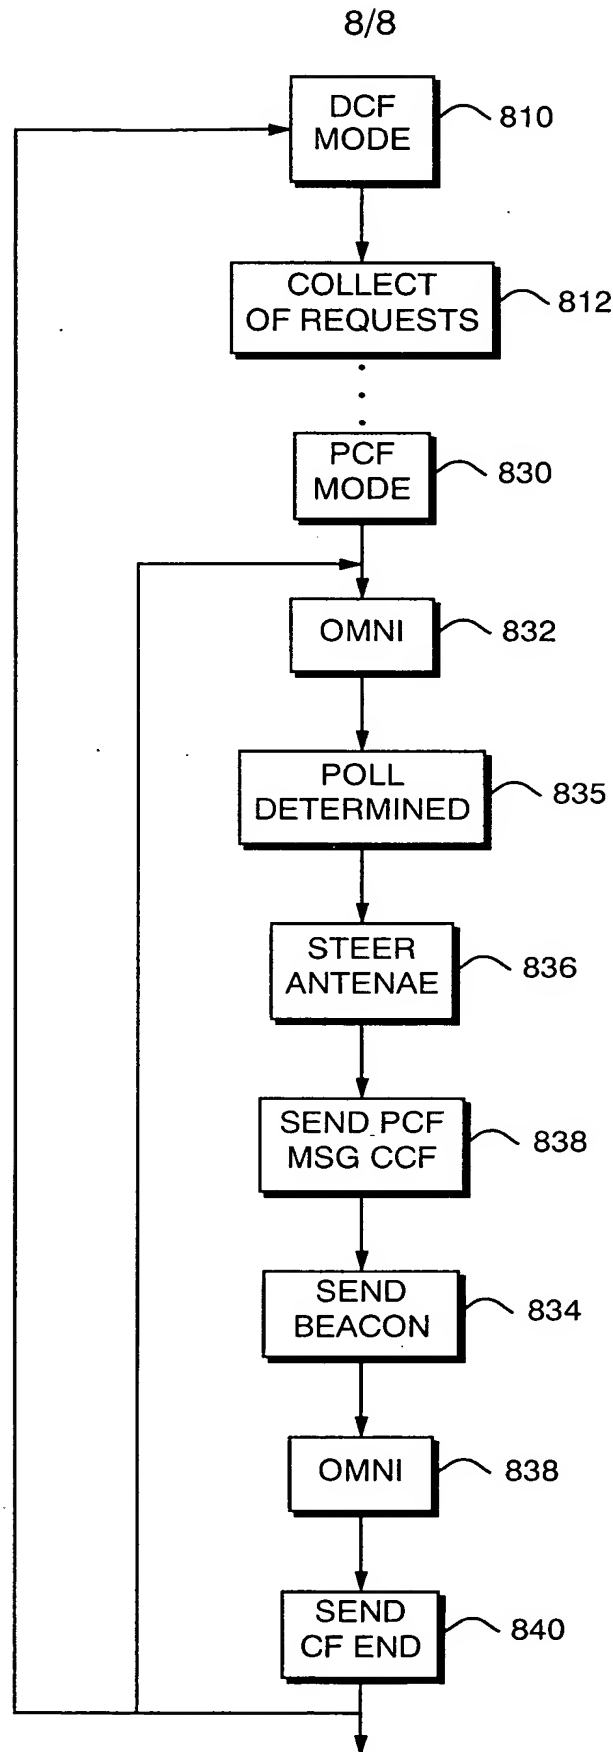 8/8
DCF
MODE
810
COLLECT
OF REQUESTS
812
PCF
MODE
830
OMNI
832
POLL
DETERMINED
835
STEER
ANTENAE
836
SEND PCF
MSG CCF
838
SEND
BEACON
834
OMNI
838
SEND
CF END
840